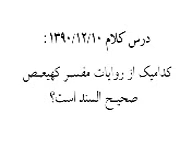 درس کلام ۱۳۹۰/۱۲/۱۰ :
کدامیک از روایات مفسر کهیعص
صحیح السند است؟